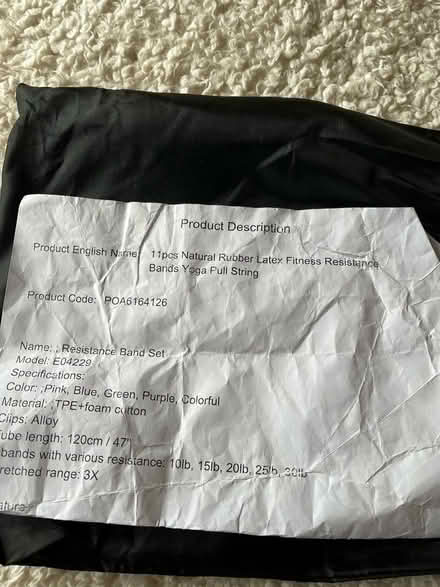 Product Description
Product English Name: 11pcs Natural Rubber Latex Fitness Resistance
Bands Yoga Pull String
Product Code: POA6164126
Name: ; Resistance Band Set
Model: E04229
Specifications:
Color: ;Pink, Blue, Green, Purple, Colorful
Material: ;TPE+foam cotton
Clips: Alloy
Tube length: 120cm / 47"
bands with various resistance: 10lb, 15lb, 20lb, 25lb, 30lb
retched range: 3X